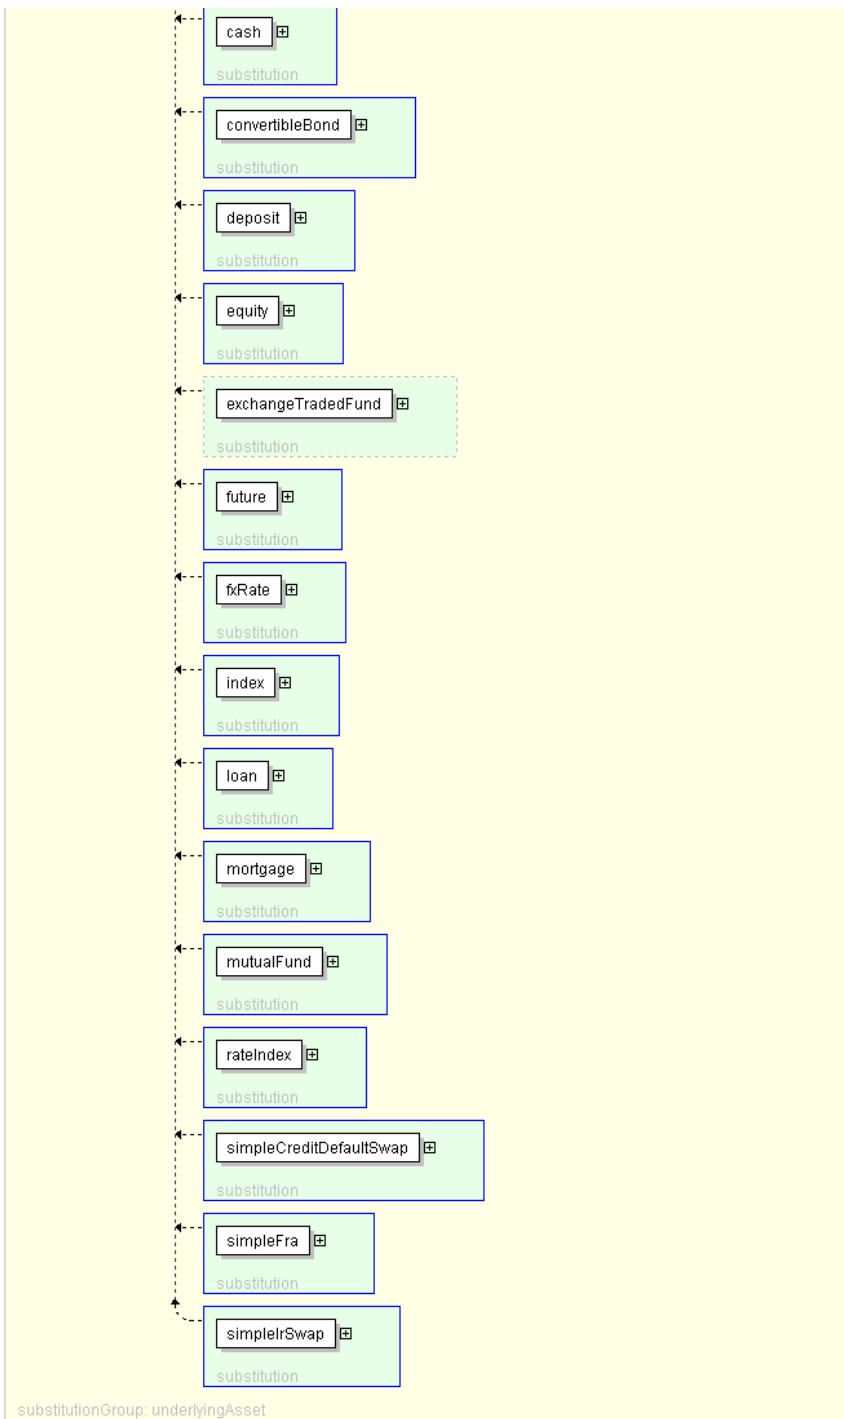 cash
substitution
convertibleBond
substitution
deposit
substitution
equity
substitution
exchangeTradedFund
substitution
future
substitution
fxRate
substitution
index
substitution
loan
substitution
mortgage
substitution
mutualFund
substitution
rateIndex
substitution
simpleCreditDefaultSwap
substitution
simpleFra
substitution
simpleIrSwap
substitution
substitutionGroup: underlyingAsset